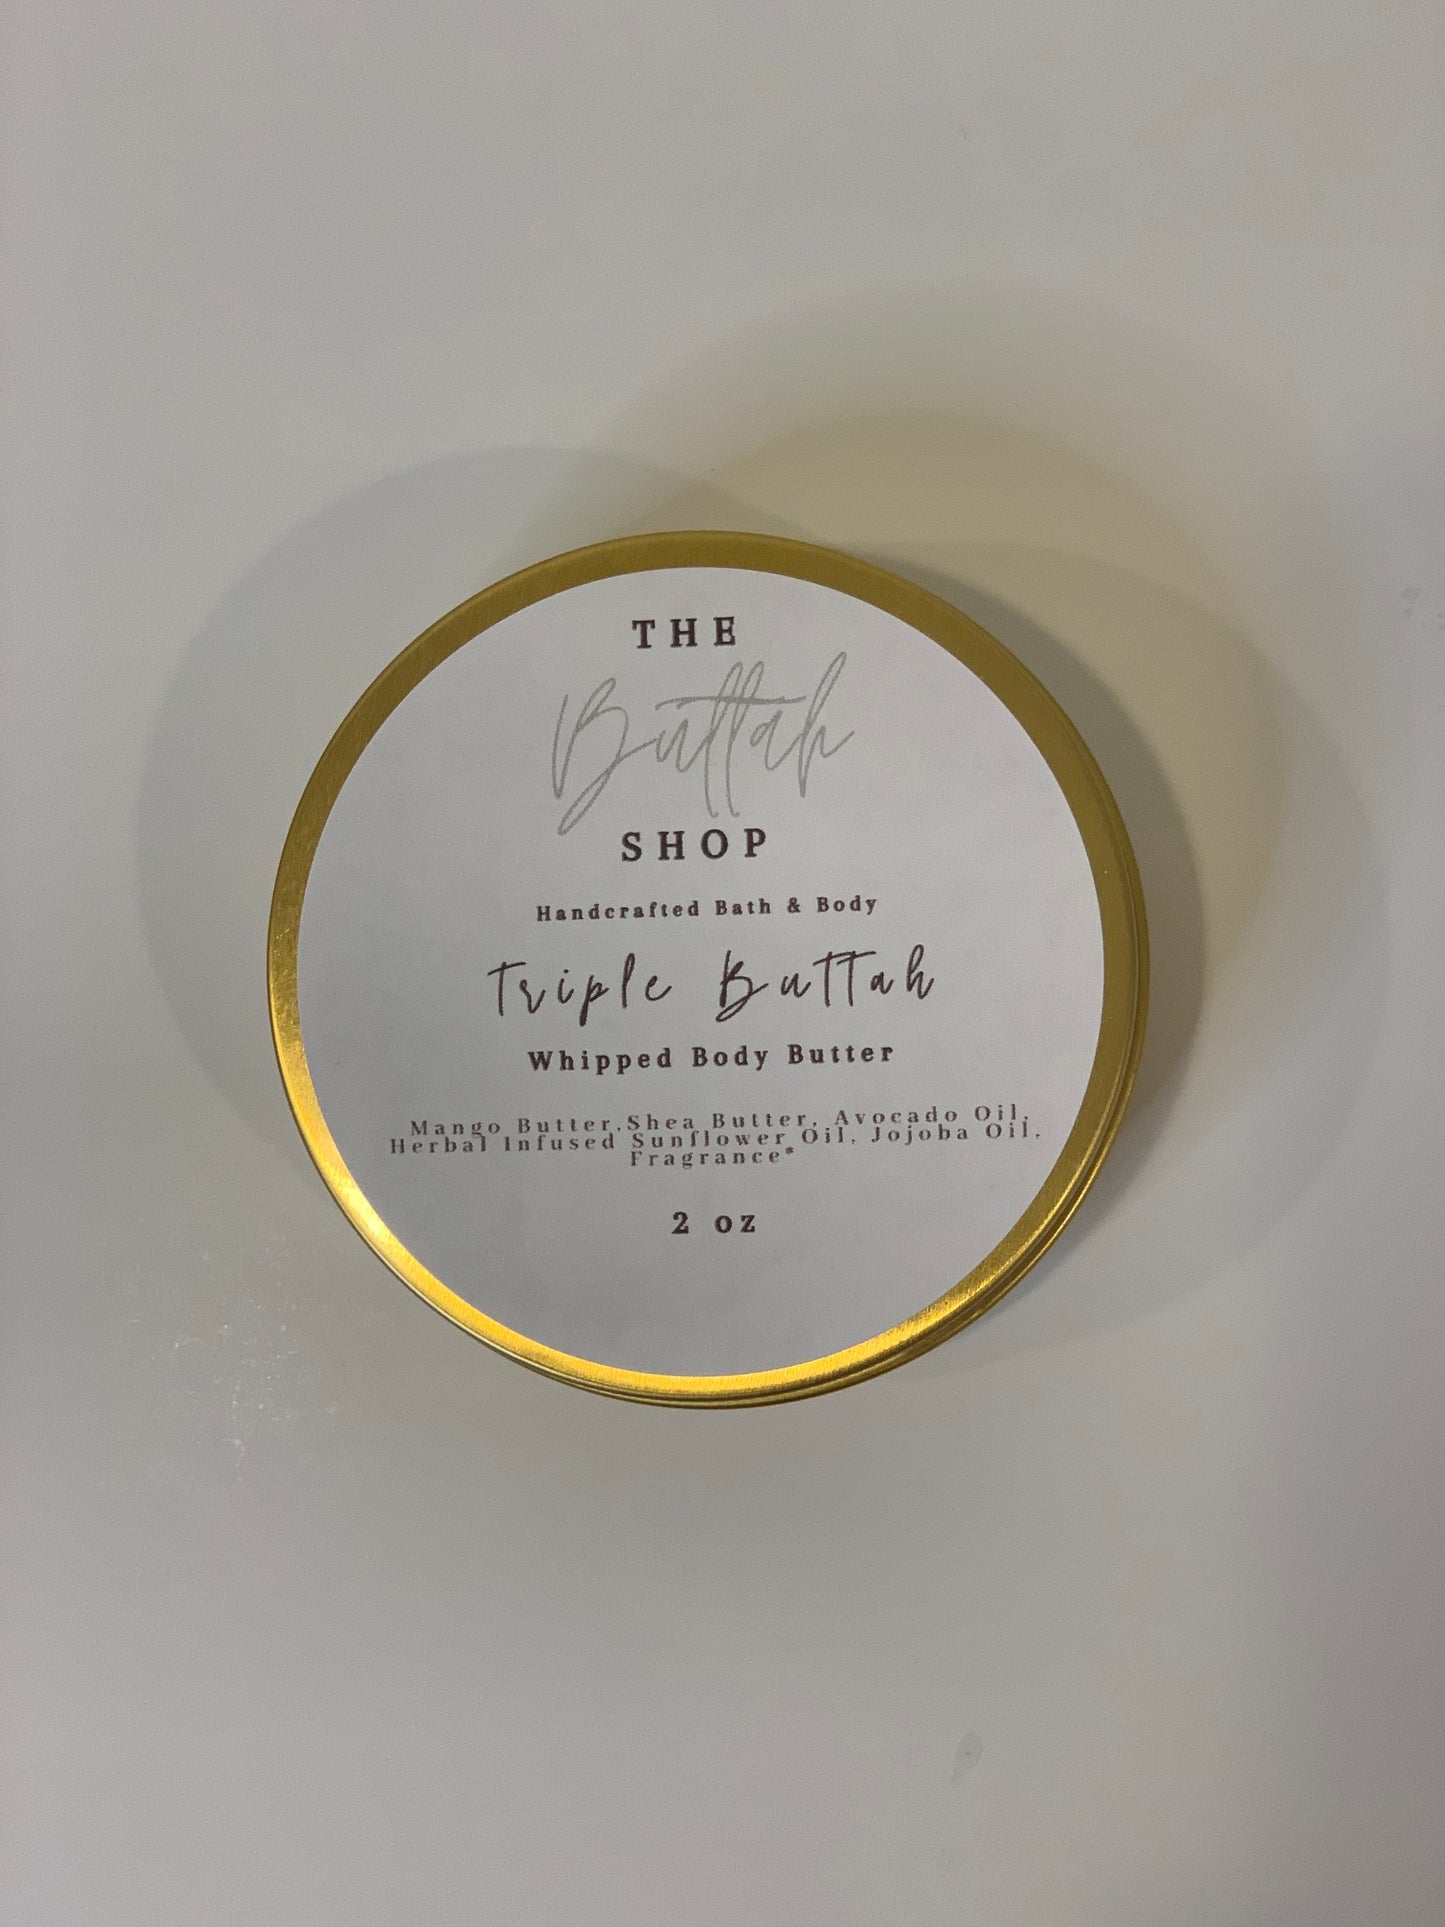 THE
Buttah
SHOP
Handcrafted Bath & Body
Triple Buttah
Whipped Body Butter
Mango Butter,Shea Butter, Avocado Oil,
Herbal Infused Sunflower Oil, Jojoba Oil,
Fragrance*
2 oz